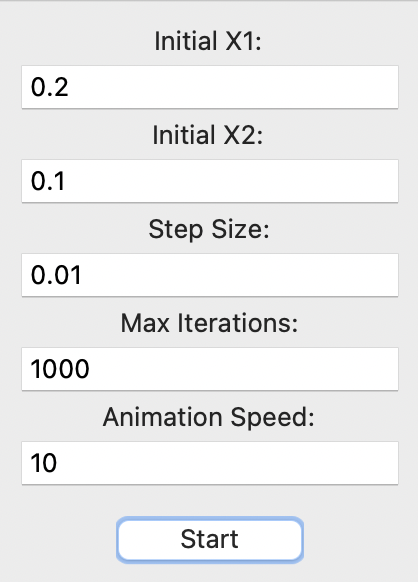 Initial X1:
0.2
Initial X2:
0.1
Step Size:
0.01
Max Iterations:
1000
Animation Speed:
10
Start